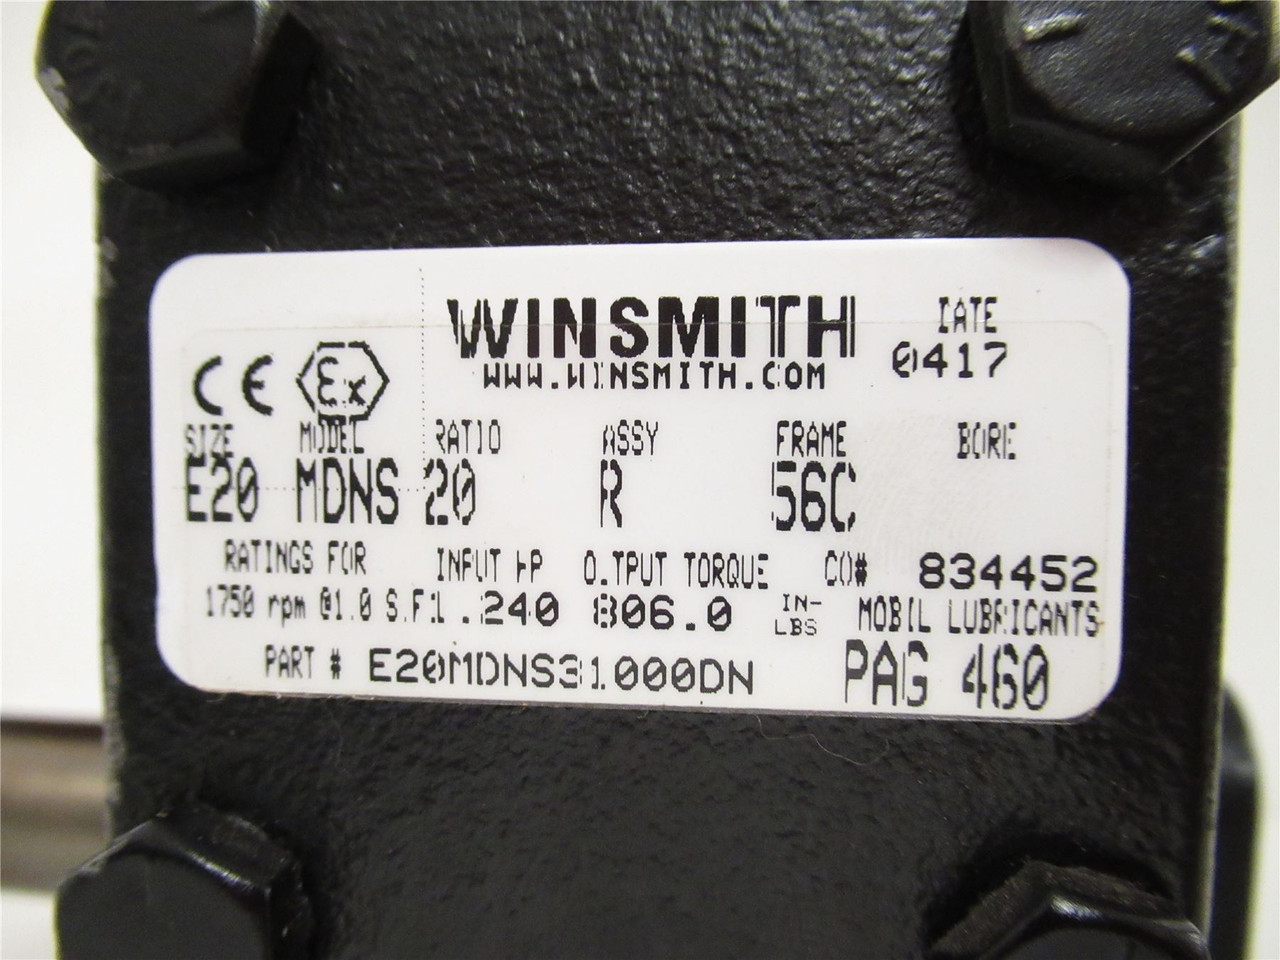 WINSMITH
WWW.WINSMITH.COM
DATE
0417
CE Ex
SIZE MODEL RATIO ASSY FRAME BORE
E20 MDNS 20 R 56C
RATINGS FOR INPUT HP OUTPUT TORQUE CO# 834452
1750 rpm @1.0 S.F. 1.240 806.0 IN-LBS MOBIL LUBRICANTS
PART # E20MDNS31000DN PAG 460